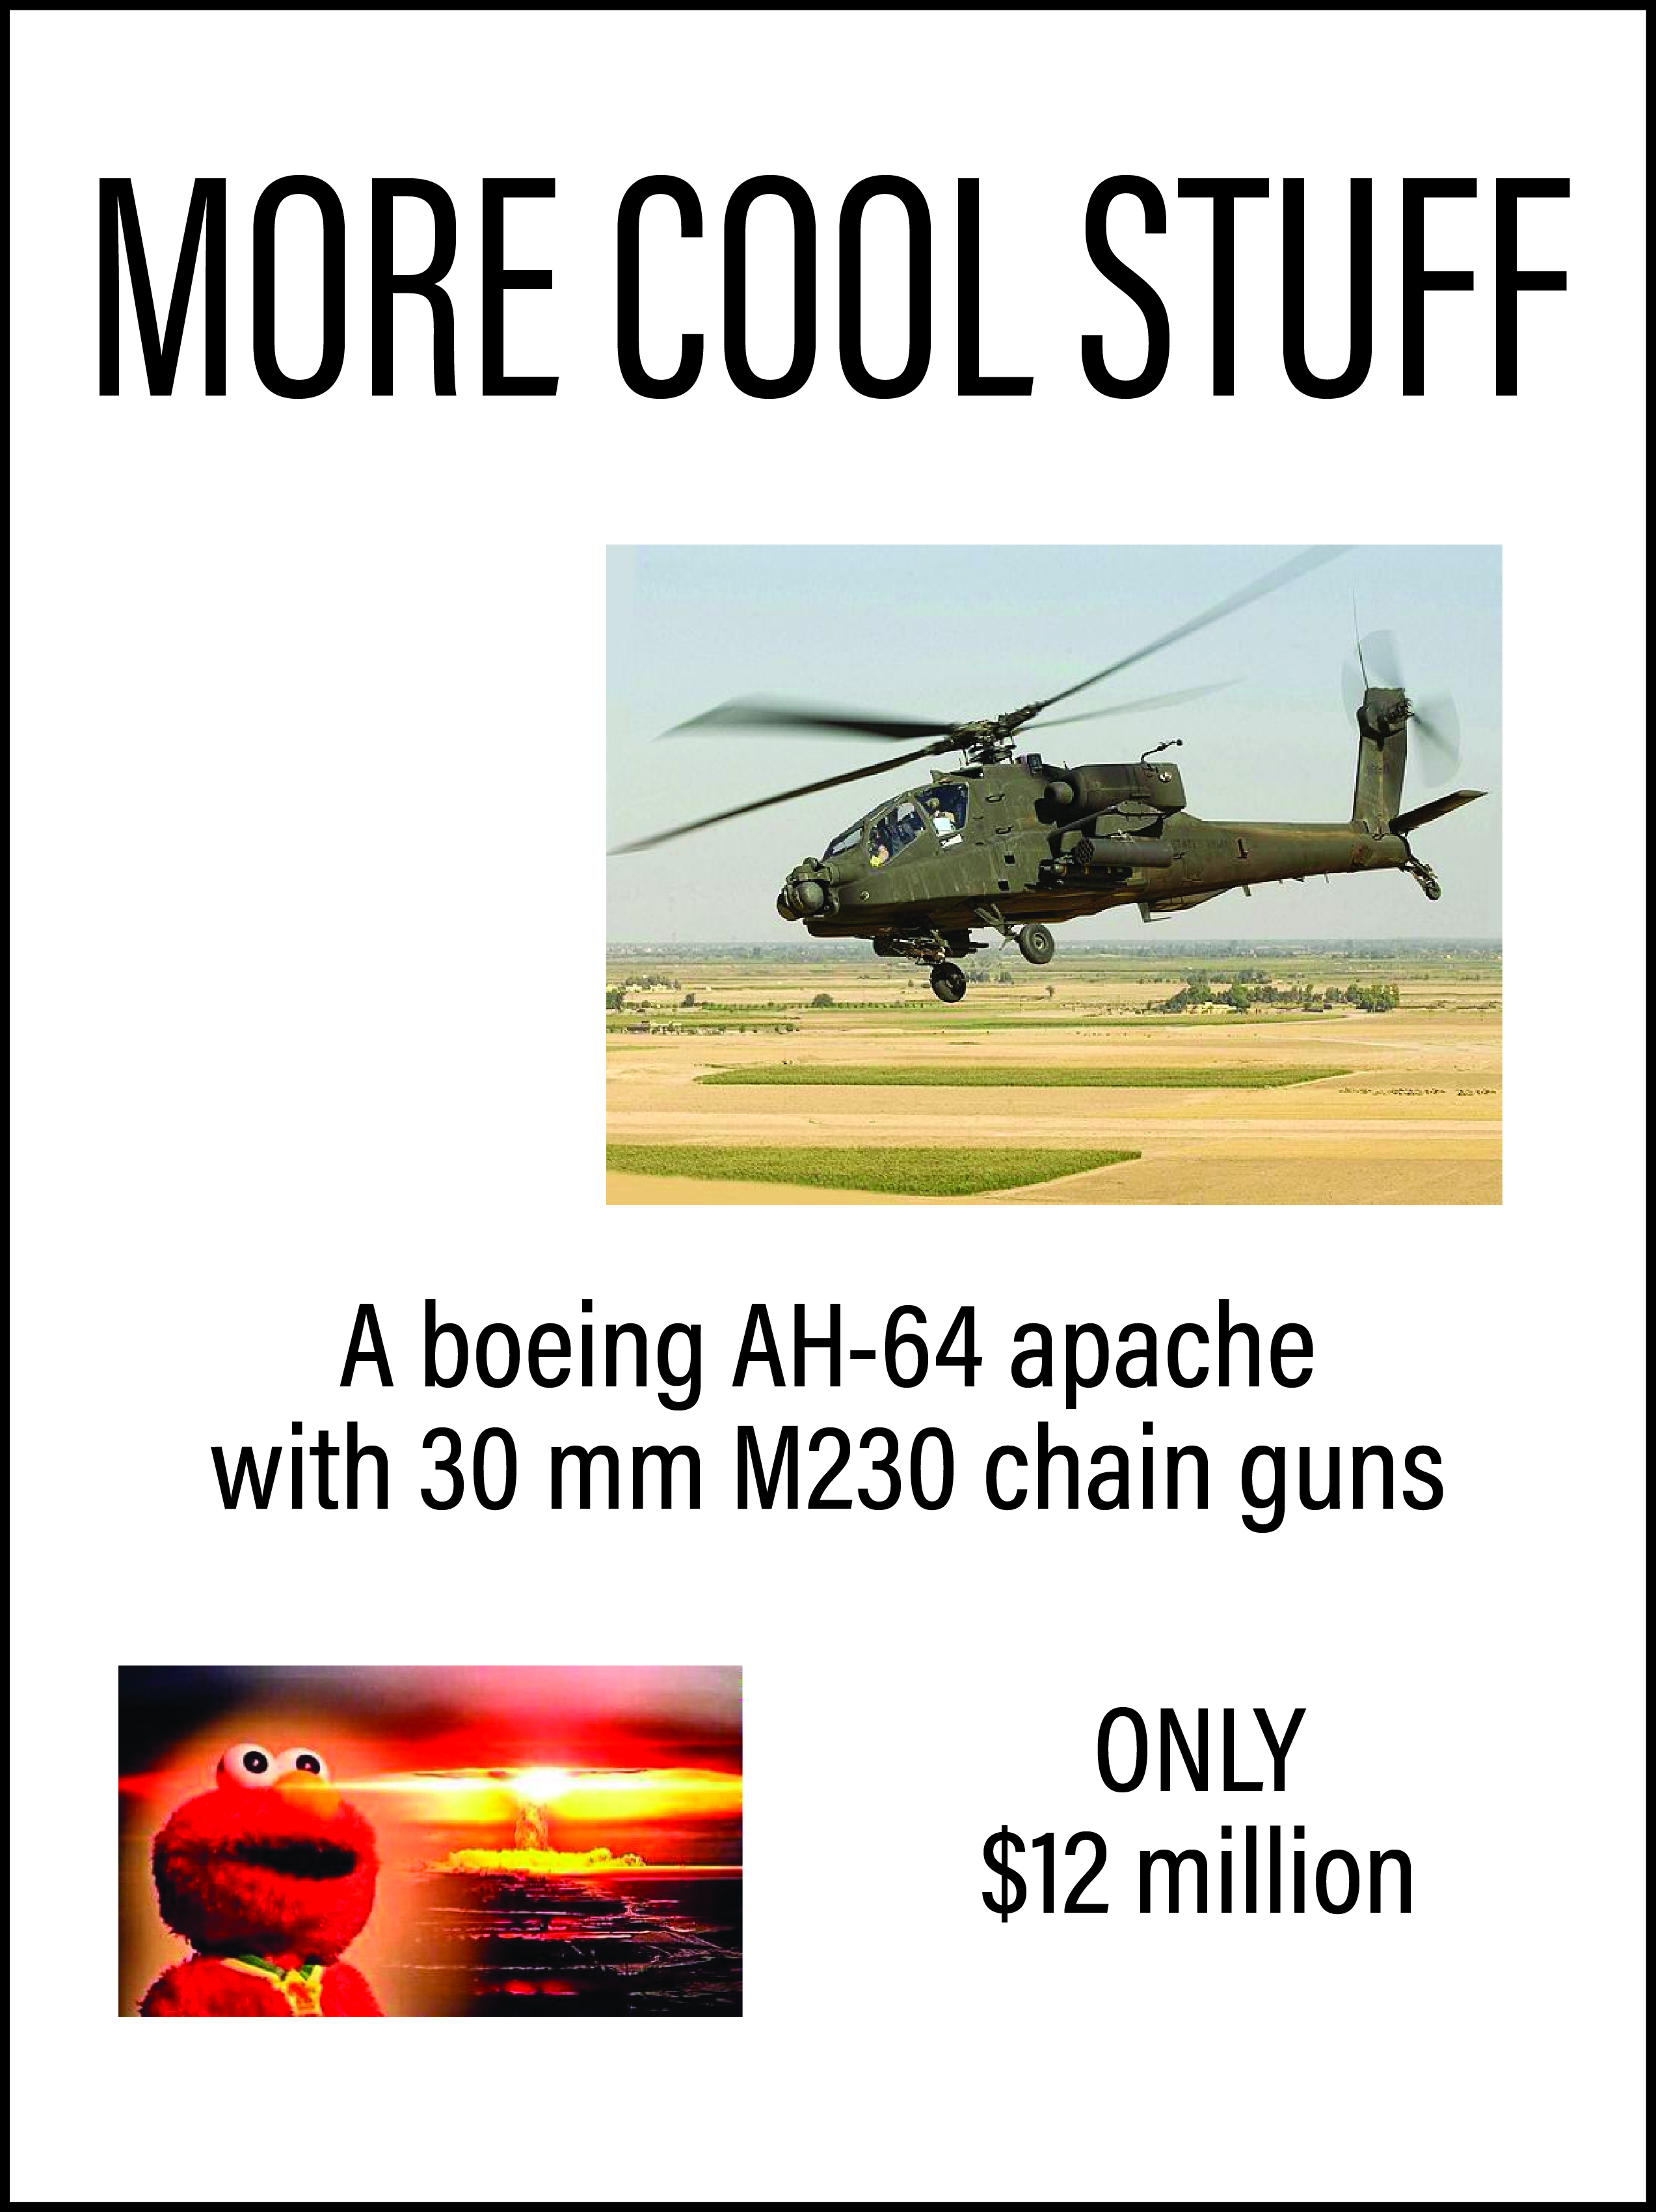 MORE COOL STUFF
A boeing AH-64 apache
with 30 mm M230 chain guns
ONLY
$12 million